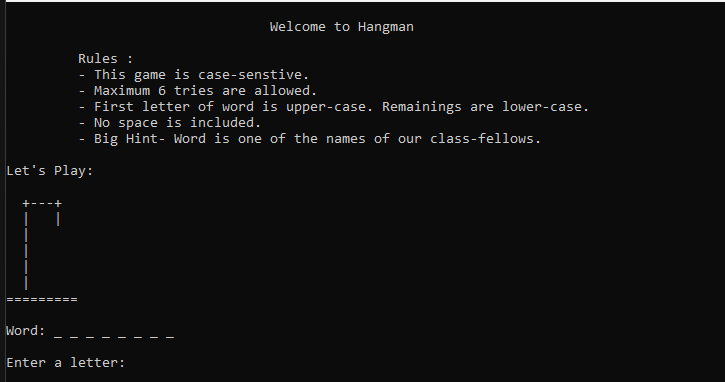 Welcome to Hangman
Rules :
- This game is case-senstive.
- Maximum 6 tries are allowed.
- First letter of word is upper-case. Remainings are lower-case.
- No space is included.
- Big Hint- Word is one of the names of our class-fellows.
Let's Play:
+---+
|   |
|
|
|
|
=========
Word: _ _ _ _ _ _ _ _
Enter a letter: